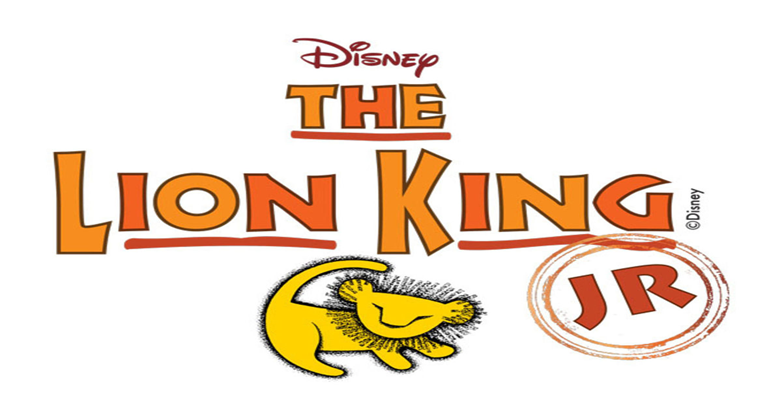 DISNEY
THE
LION KING
©Disney
JR